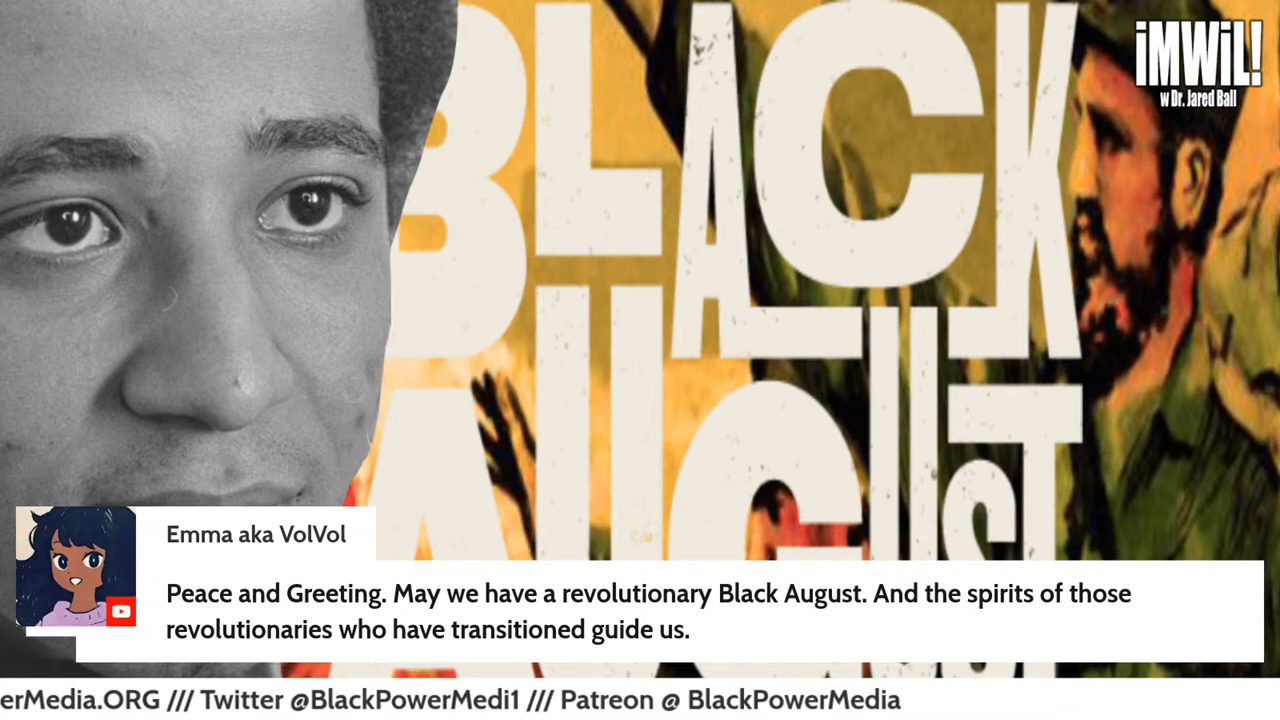 iMWiL!
w Dr. Jared Ball
BLACK
AUGUST
Emma aka VolVol
Peace and Greeting. May we have a revolutionary Black August. And the spirits of those
revolutionaries who have transitioned guide us.
erMedia.ORG /// Twitter @BlackPowerMedi1 /// Patreon @ BlackPowerMedia